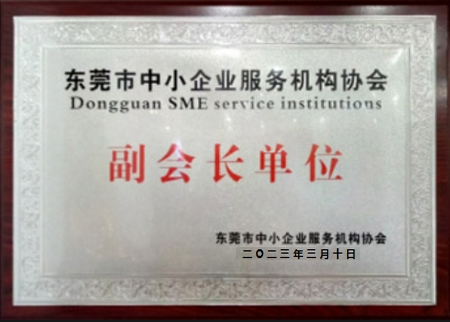 东莞市中小企业服务机构协会
Dongguan SME service institutions
副会长单位
东莞市中小企业服务机构协会
二〇二三年三月十日